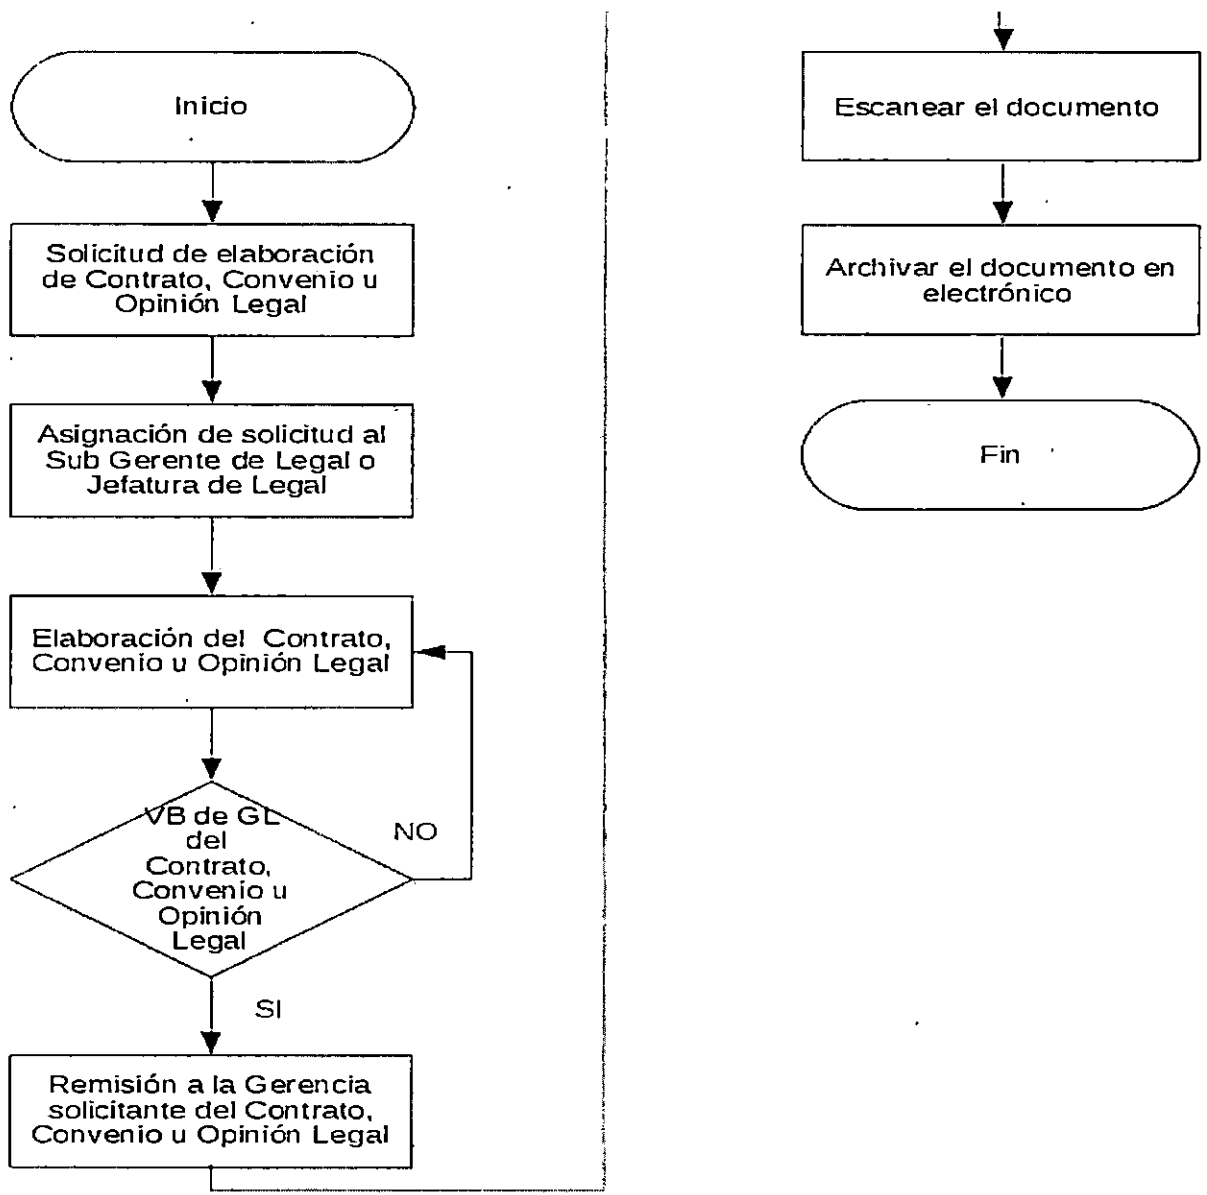 Inicio
Solicitud de elaboración
de Contrato, Convenio u
Opinión Legal
Asignación de solicitud al
Sub Gerente de Legal o
Jefatura de Legal
Elaboración del Contrato,
Convenio u Opinión Legal
VB de GL
del
Contrato,
Convenio u
Opinión
Legal
NO
SI
Remisión a la Gerencia
solicitante del Contrato,
Convenio u Opinión Legal
Escanear el documento
Archivar el documento en
electrónico
Fin